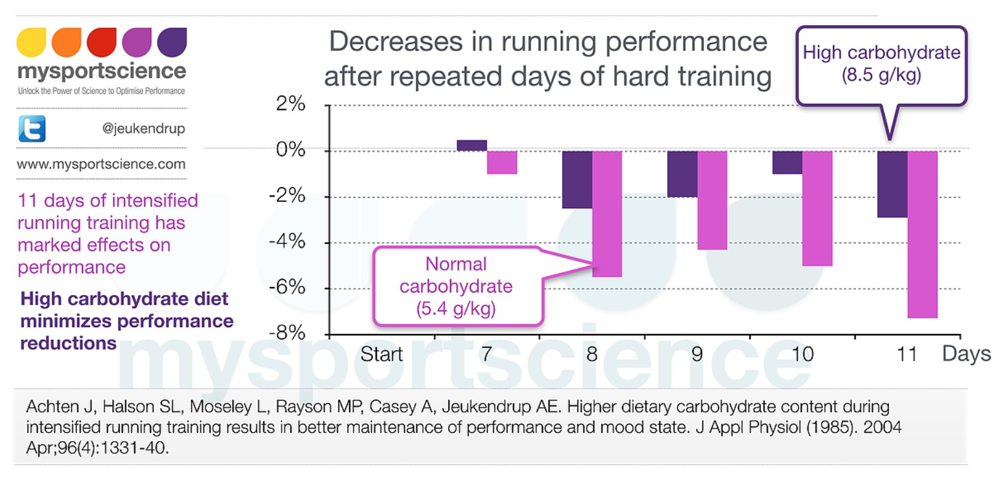 mysportscience
Unlock the Power of Science to Optimise Performance
@jeukendrup
www.mysportscience.com
11 days of intensified
running training has
marked effects on
performance
High carbohydrate diet
minimizes performance
reductions
Decreases in running performance
after repeated days of hard training
High carbohydrate
(8.5 g/kg)
2%
0%
-2%
-4%
-6%
-8%
Normal
carbohydrate
(5.4 g/kg)
Start 7 8 9 10 11 Days
mysportscience
Achten J, Halson SL, Moseley L, Rayson MP, Casey A, Jeukendrup AE. Higher dietary carbohydrate content during
intensified running training results in better maintenance of performance and mood state. J Appl Physiol (1985). 2004
Apr;96(4):1331-40.